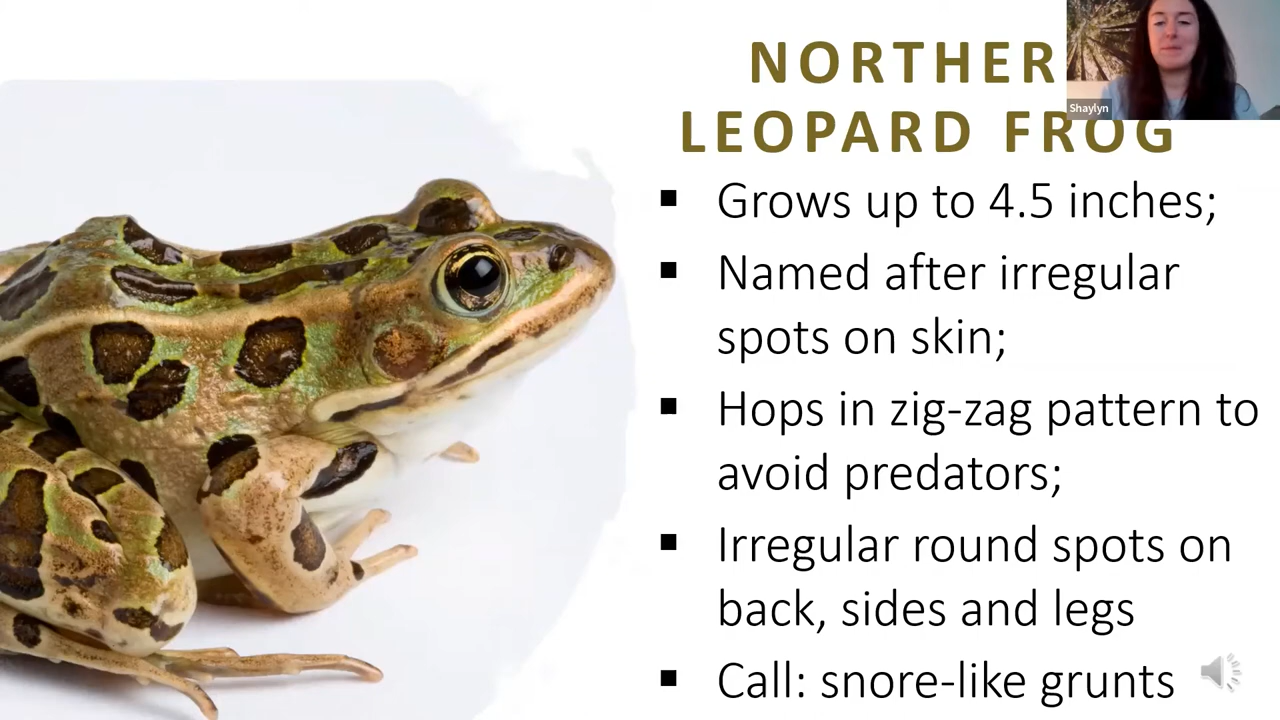 NORTHER
LEOPARD FROG
Shaylyn
▪ Grows up to 4.5 inches;
▪ Named after irregular
spots on skin;
▪ Hops in zig-zag pattern to
avoid predators;
▪ Irregular round spots on
back, sides and legs
▪ Call: snore-like grunts